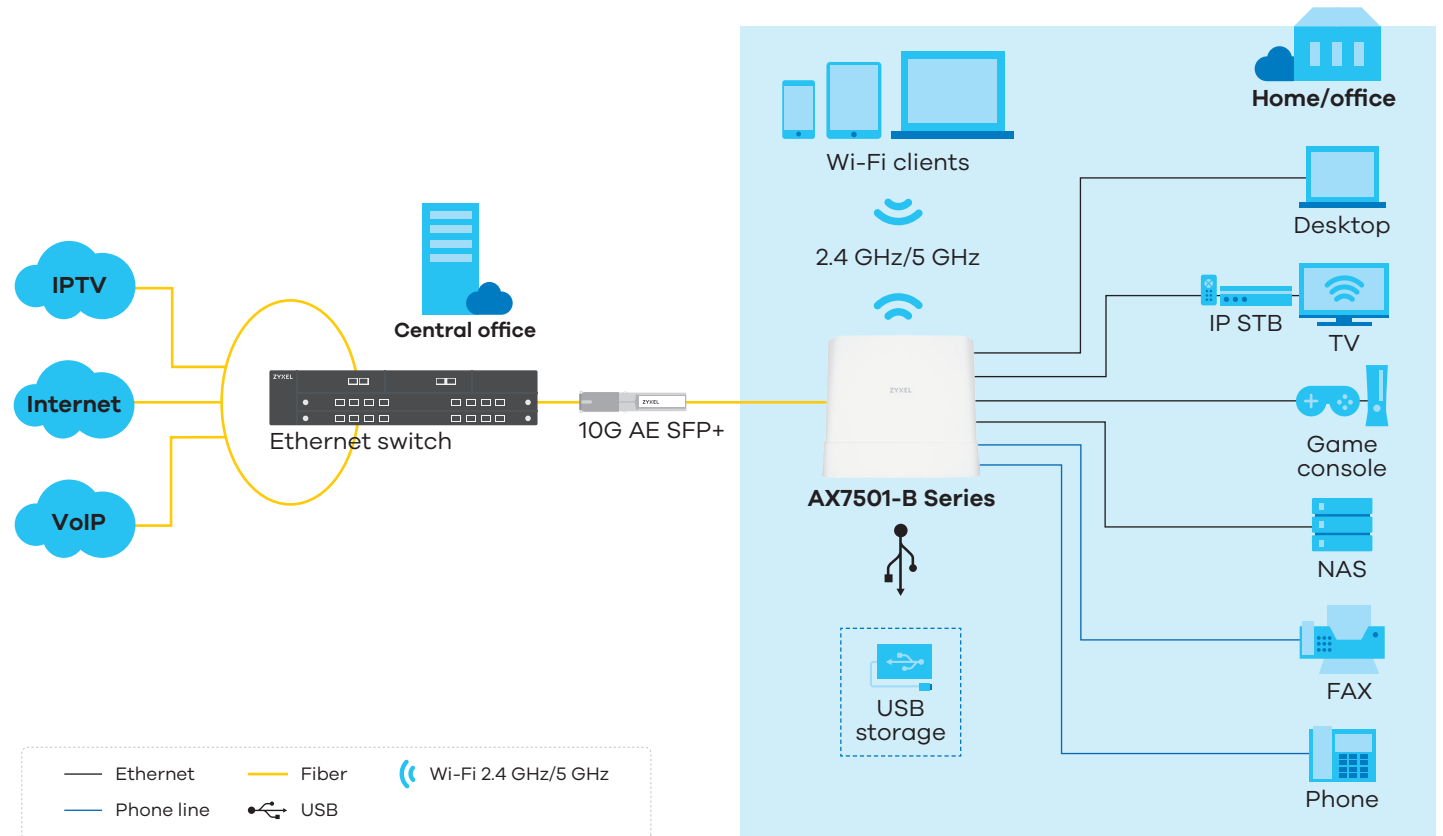 Home/office
Wi-Fi clients
2.4 GHz/5 GHz
Desktop
IP STB
TV
Game
console
NAS
FAX
Phone
IPTV
Internet
VoIP
Central office
ZYXEL
Ethernet switch
ZYXEL
10G AE SFP+
ZYXEL
AX7501-B Series
USB
storage
Ethernet
Fiber
Wi-Fi 2.4 GHz/5 GHz
Phone line
USB